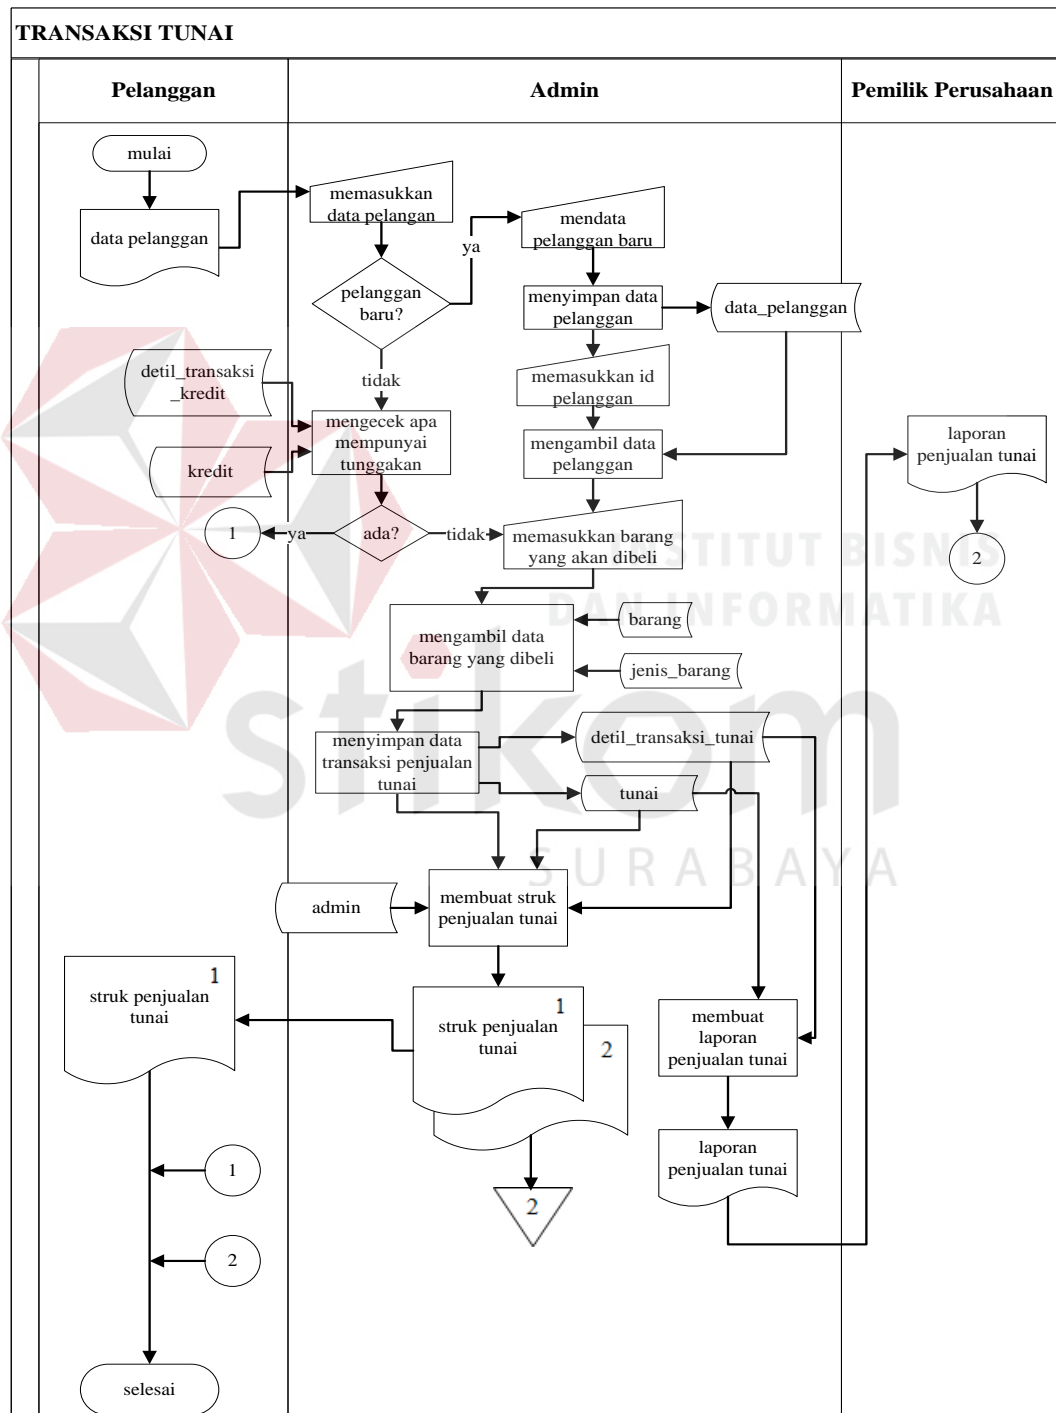 TRANSAKSI TUNAI
Pelanggan
Admin
Pemilik Perusahaan
mulai
memasukkan
data pelangan
mendata
pelanggan baru
data pelanggan
ya
pelanggan
baru?
menyimpan data
pelanggan
data_pelanggan
detil_transaksi
_kredit
tidak
memasukkan id
pelanggan
mengecek apa
mempunyai
tunggakan
mengambil data
pelanggan
laporan
penjualan tunai
kredit
1
ya
ada?
tidak
memasukkan barang
yang akan dibeli
2
INSTITUT BISNIS
DAN INFORMATIKA
mengambil data
barang yang dibeli
barang
jenis_barang
stikom
menyimpan data
transaksi penjualan
tunai
detil_transaksi_tunai
tunai
SURABAYA
admin
membuat struk
penjualan tunai
1
struk penjualan
tunai
1
struk penjualan
tunai
2
membuat
laporan
penjualan tunai
laporan
penjualan tunai
1
2
2
selesai